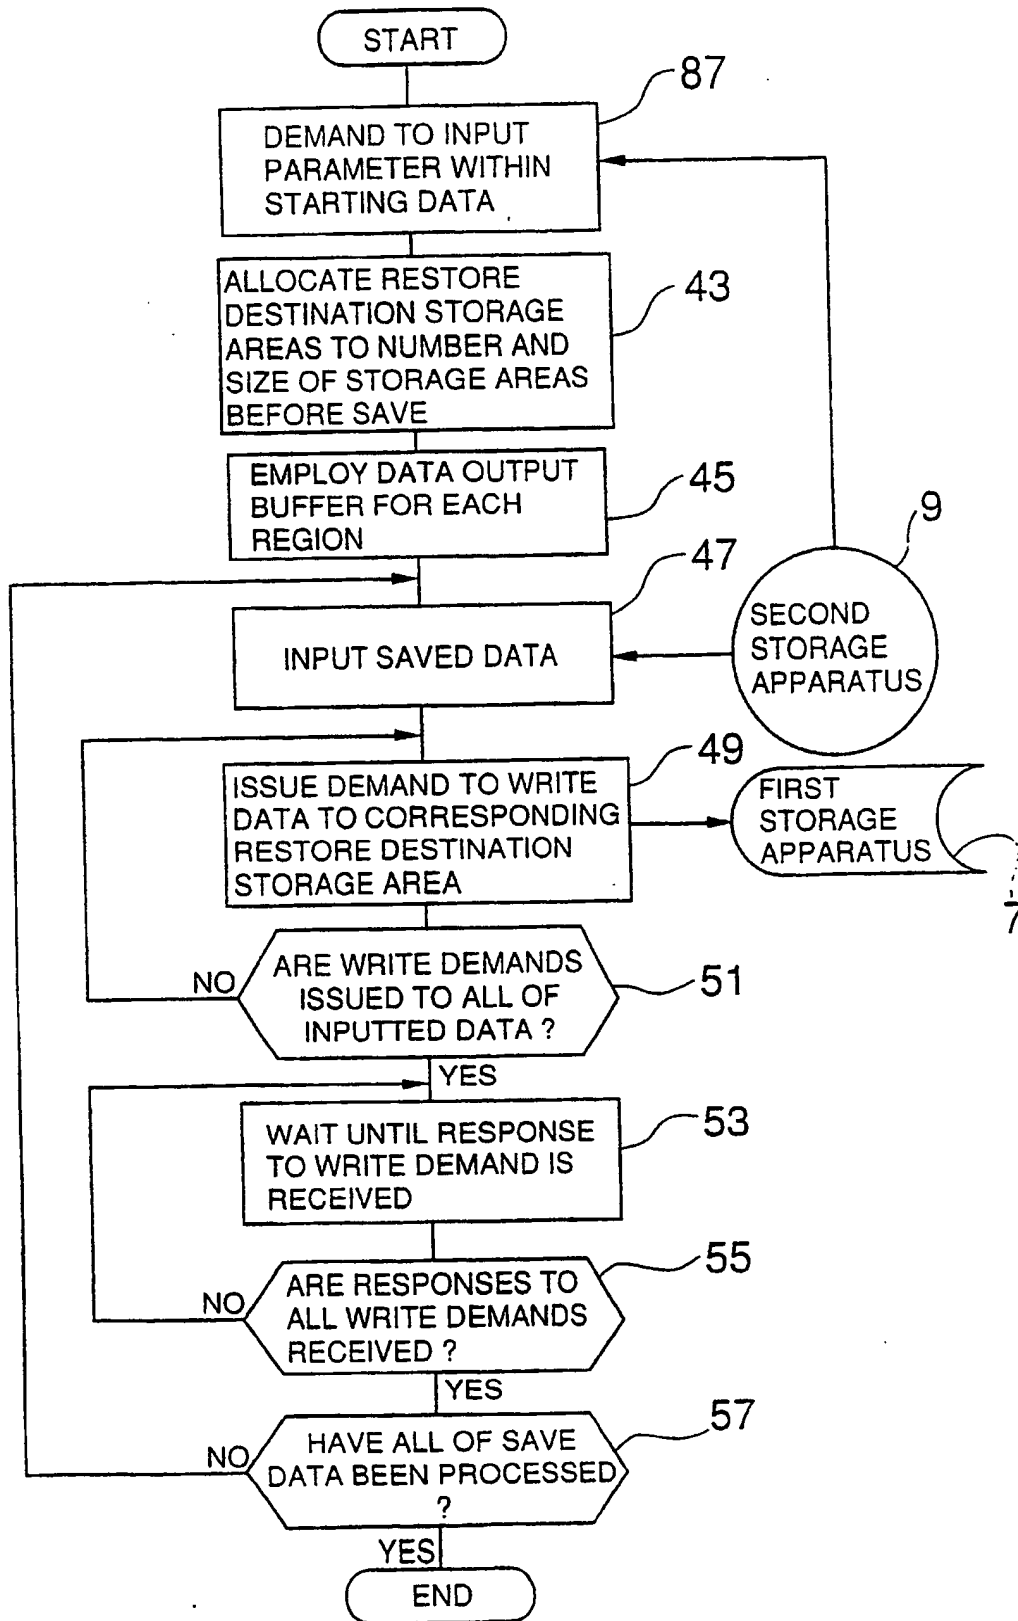 START
87
DEMAND TO INPUT
PARAMETER WITHIN
STARTING DATA
43
ALLOCATE RESTORE
DESTINATION STORAGE
AREAS TO NUMBER AND
SIZE OF STORAGE AREAS
BEFORE SAVE
45
EMPLOY DATA OUTPUT
BUFFER FOR EACH
REGION
47
9
INPUT SAVED DATA
SECOND
STORAGE
APPARATUS
49
ISSUE DEMAND TO WRITE
DATA TO CORRESPONDING
RESTORE DESTINATION
STORAGE AREA
FIRST
STORAGE
APPARATUS
7
ARE WRITE DEMANDS
ISSUED TO ALL OF
INPUTTED DATA ?
NO
51
YES
WAIT UNTIL RESPONSE
TO WRITE DEMAND IS
RECEIVED
53
ARE RESPONSES TO
ALL WRITE DEMANDS
RECEIVED ?
NO
55
YES
HAVE ALL OF SAVE
DATA BEEN PROCESSED
?
NO
57
YES
END